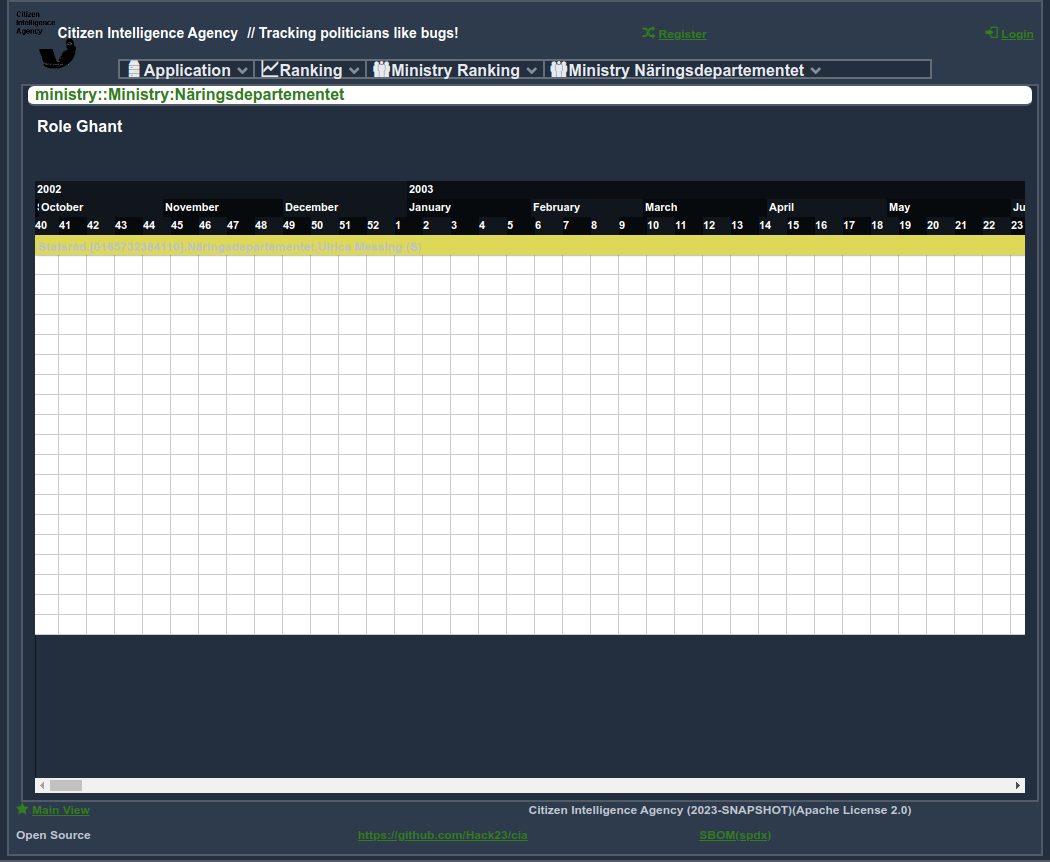 Citizen
Intelligence
Agency
Citizen Intelligence Agency // Tracking politicians like bugs!
Register
Login
Application
Ranking
Ministry Ranking
Ministry Näringsdepartementet
ministry::Ministry:Näringsdepartementet
Role Ghant
2002 2003
October November December January February March April May Ju
40 41 42 43 44 45 46 47 48 49 50 51 52 1 2 3 4 5 6 7 8 9 10 11 12 13 14 15 16 17 18 19 20 21 22 23
Statsråd Näringsdepartementet.Ulrica Messing (S)
Main View
Citizen Intelligence Agency (2023-SNAPSHOT)(Apache License 2.0)
Open Source
https://github.com/Hack23/cia
SBOM(spdx)